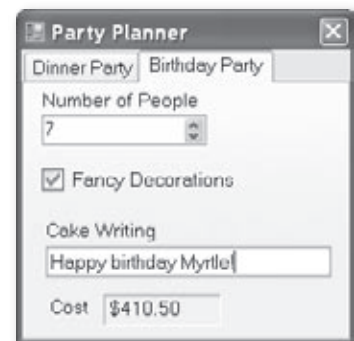 Party Planner
Dinner Party Birthday Party
Number of People
7
Fancy Decorations
Cake Writing
Happy birthday Myrtle!
Cost $410.50